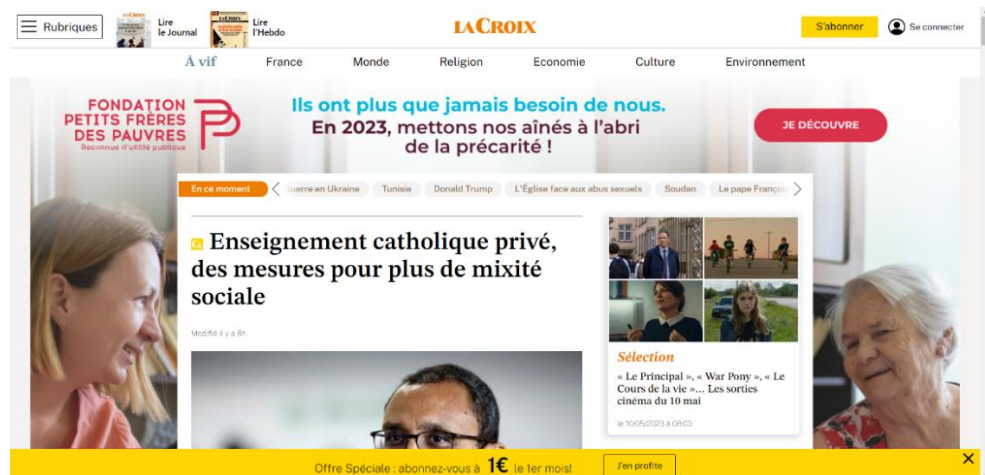 Rubriques
Lire
le Journal
Lire
l'Hebdo
LA CROIX
S'abonner
Se connecter
À vif France Monde Religion Economie Culture Environnement
FONDATION
PETITS FRÈRES
DES PAUVRES
Reconnue d'utilité publique
Ils ont plus que jamais besoin de nous.
En 2023, mettons nos aînés à l'abri
de la précarité !
JE DÉCOUVRE
En ce moment
uerre en Ukraine Tunisie Donald Trump L'Église face aux abus sexuels Soudan Le pape Françoi
Enseignement catholique privé,
des mesures pour plus de mixité
sociale
Modifié il y a 8h
Sélection
« Le Principal », « War Pony », « Le
Cours de la vie »... Les sorties
cinéma du 10 mai
le 10/05/2023 à 08:03
Offre Spéciale : abonnez-vous à 1€ le 1er mois!
J'en profite